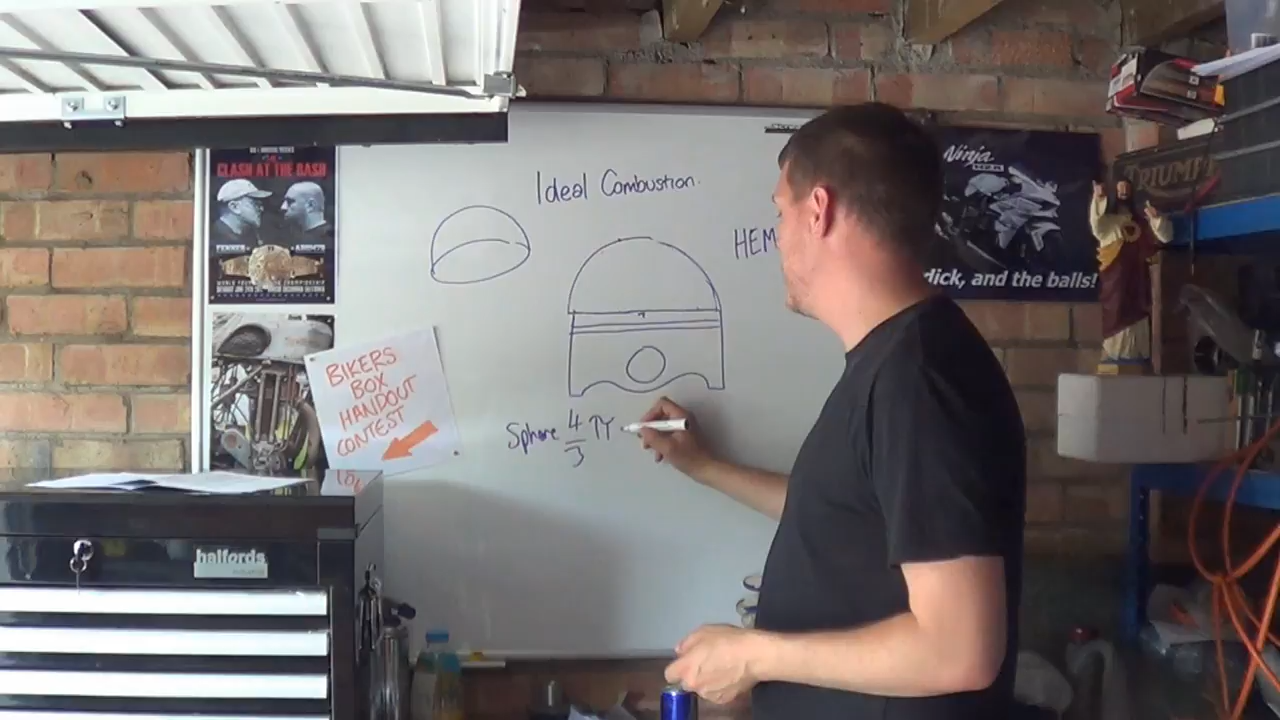 Ideal Combustion.
HEM
Sphere 4/3 πr
CLASH AT THE DASH
BIKERS
BOX
HANDOUT
CONTEST
halfords
Ninja
dick, and the balls!
TRIUMPH